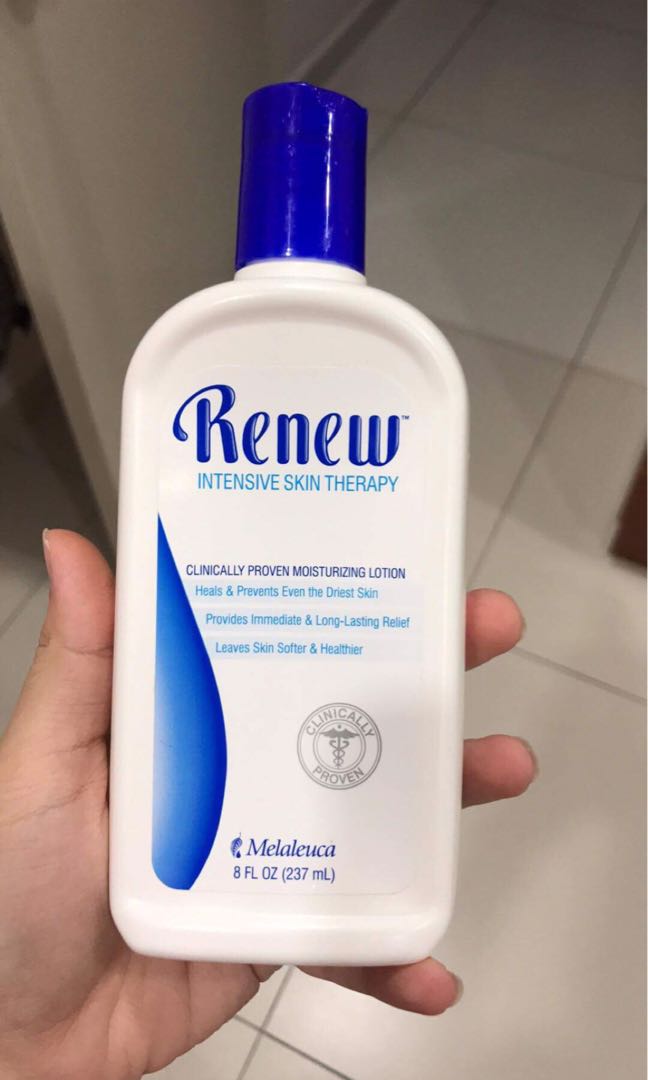 Renew™
INTENSIVE SKIN THERAPY
CLINICALLY PROVEN MOISTURIZING LOTION
Heals & Prevents Even the Driest Skin
Provides Immediate & Long-Lasting Relief
Leaves Skin Softer & Healthier
CLINICALLY
PROVEN
Melaleuca
8 FL OZ (237 mL)